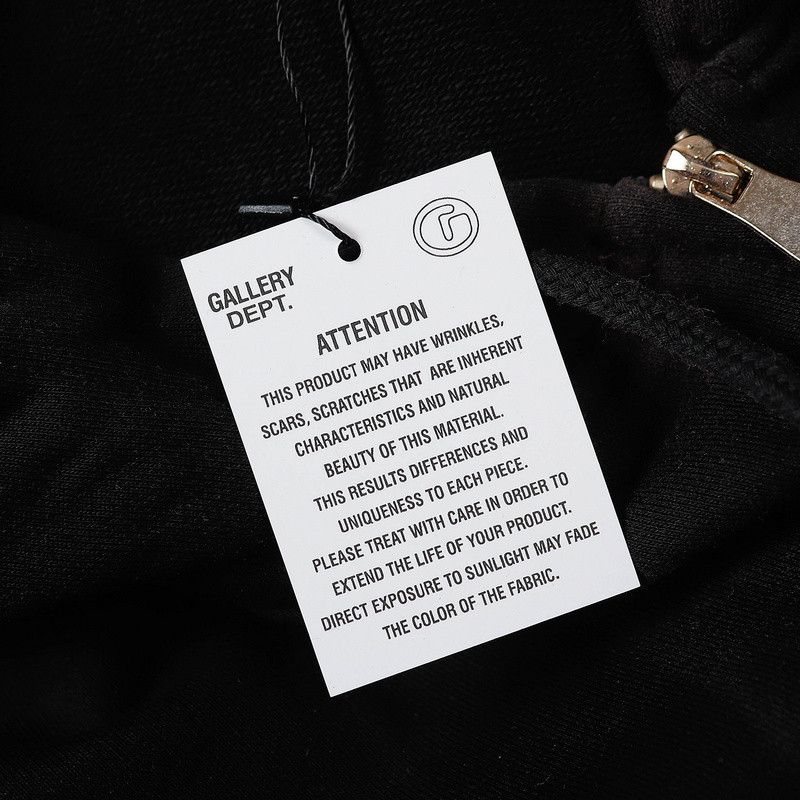 GALLERY
DEPT.
ATTENTION
THIS PRODUCT MAY HAVE WRINKLES,
SCARS, SCRATCHES THAT ARE INHERENT
CHARACTERISTICS AND NATURAL
BEAUTY OF THIS MATERIAL.
THIS RESULTS DIFFERENCES AND
UNIQUENESS TO EACH PIECE.
PLEASE TREAT WITH CARE IN ORDER TO
EXTEND THE LIFE OF YOUR PRODUCT.
DIRECT EXPOSURE TO SUNLIGHT MAY FADE
THE COLOR OF THE FABRIC.